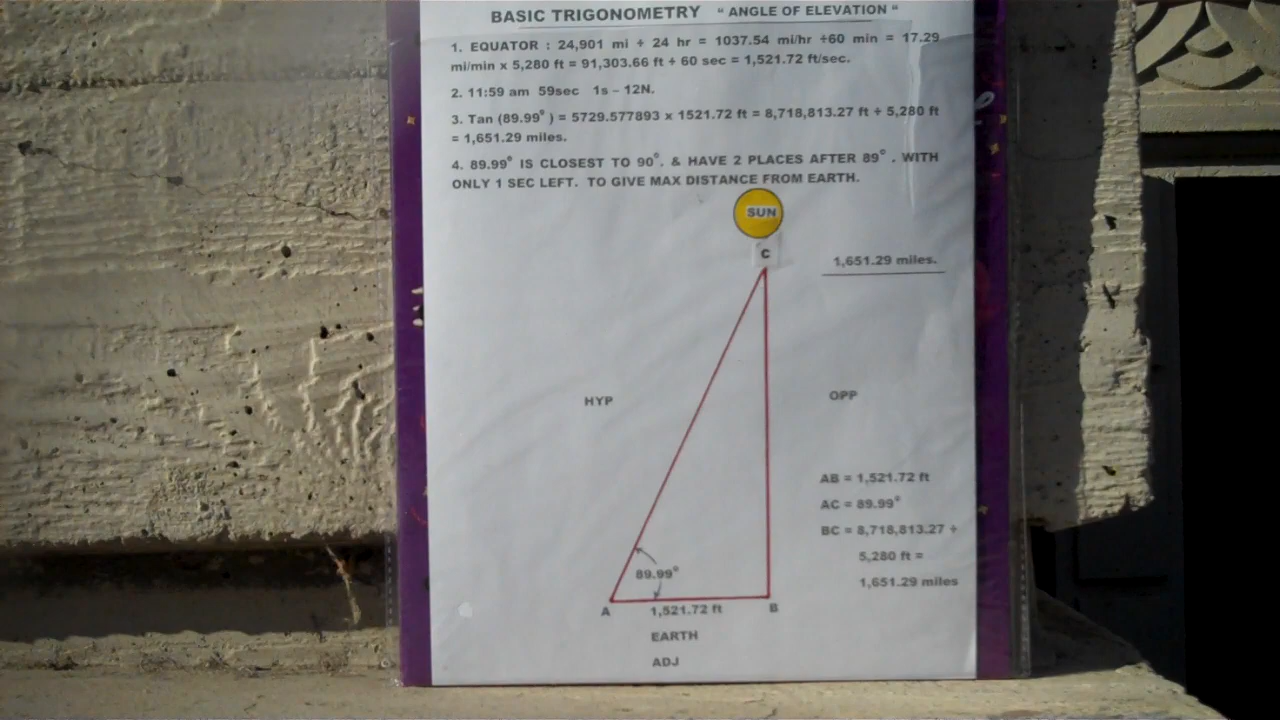 BASIC TRIGONOMETRY " ANGLE OF ELEVATION "
1. EQUATOR : 24,901 mi ÷ 24 hr = 1037.54 mi/hr ÷60 min = 17.29
mi/min x 5,280 ft = 91,303.66 ft ÷ 60 sec = 1,521.72 ft/sec.
2. 11:59 am 59sec 1s – 12N.
3. Tan (89.99° ) = 5729.577893 x 1521.72 ft = 8,718,813.27 ft ÷ 5,280 ft
= 1,651.29 miles.
4. 89.99° IS CLOSEST TO 90°. & HAVE 2 PLACES AFTER 89° . WITH
ONLY 1 SEC LEFT. TO GIVE MAX DISTANCE FROM EARTH.
SUN
C
1,651.29 miles.
HYP
OPP
AB = 1,521.72 ft
AC = 89.99°
BC = 8,718,813.27 ÷
5,280 ft =
1,651.29 miles
89.99°
A
1,521.72 ft
B
EARTH
ADJ